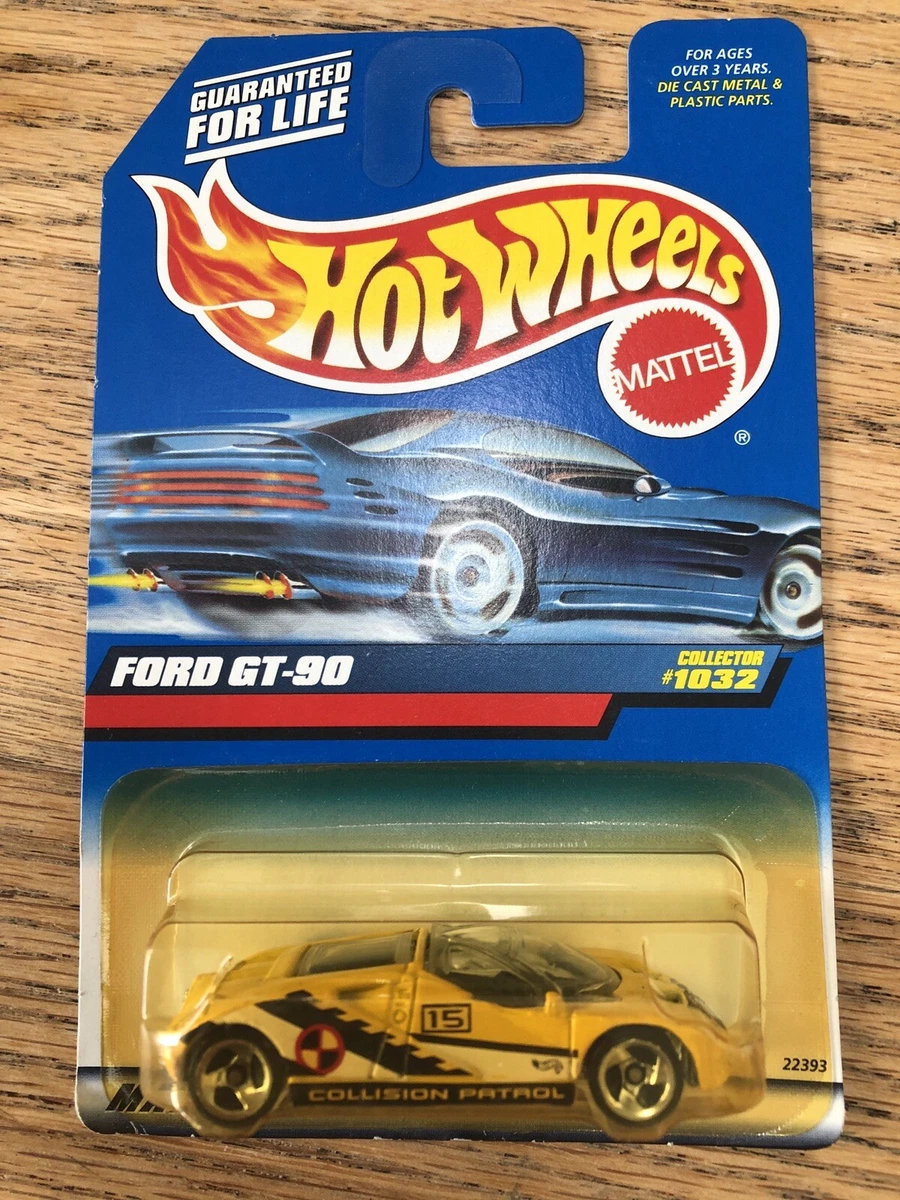 GUARANTEED
FOR LIFE
FOR AGES
OVER 3 YEARS.
DIE CAST METAL &
PLASTIC PARTS.
HOT WHEELS
MATTEL
®
FORD GT-90
COLLECTOR
#1032
15
COLLISION PATROL
22393